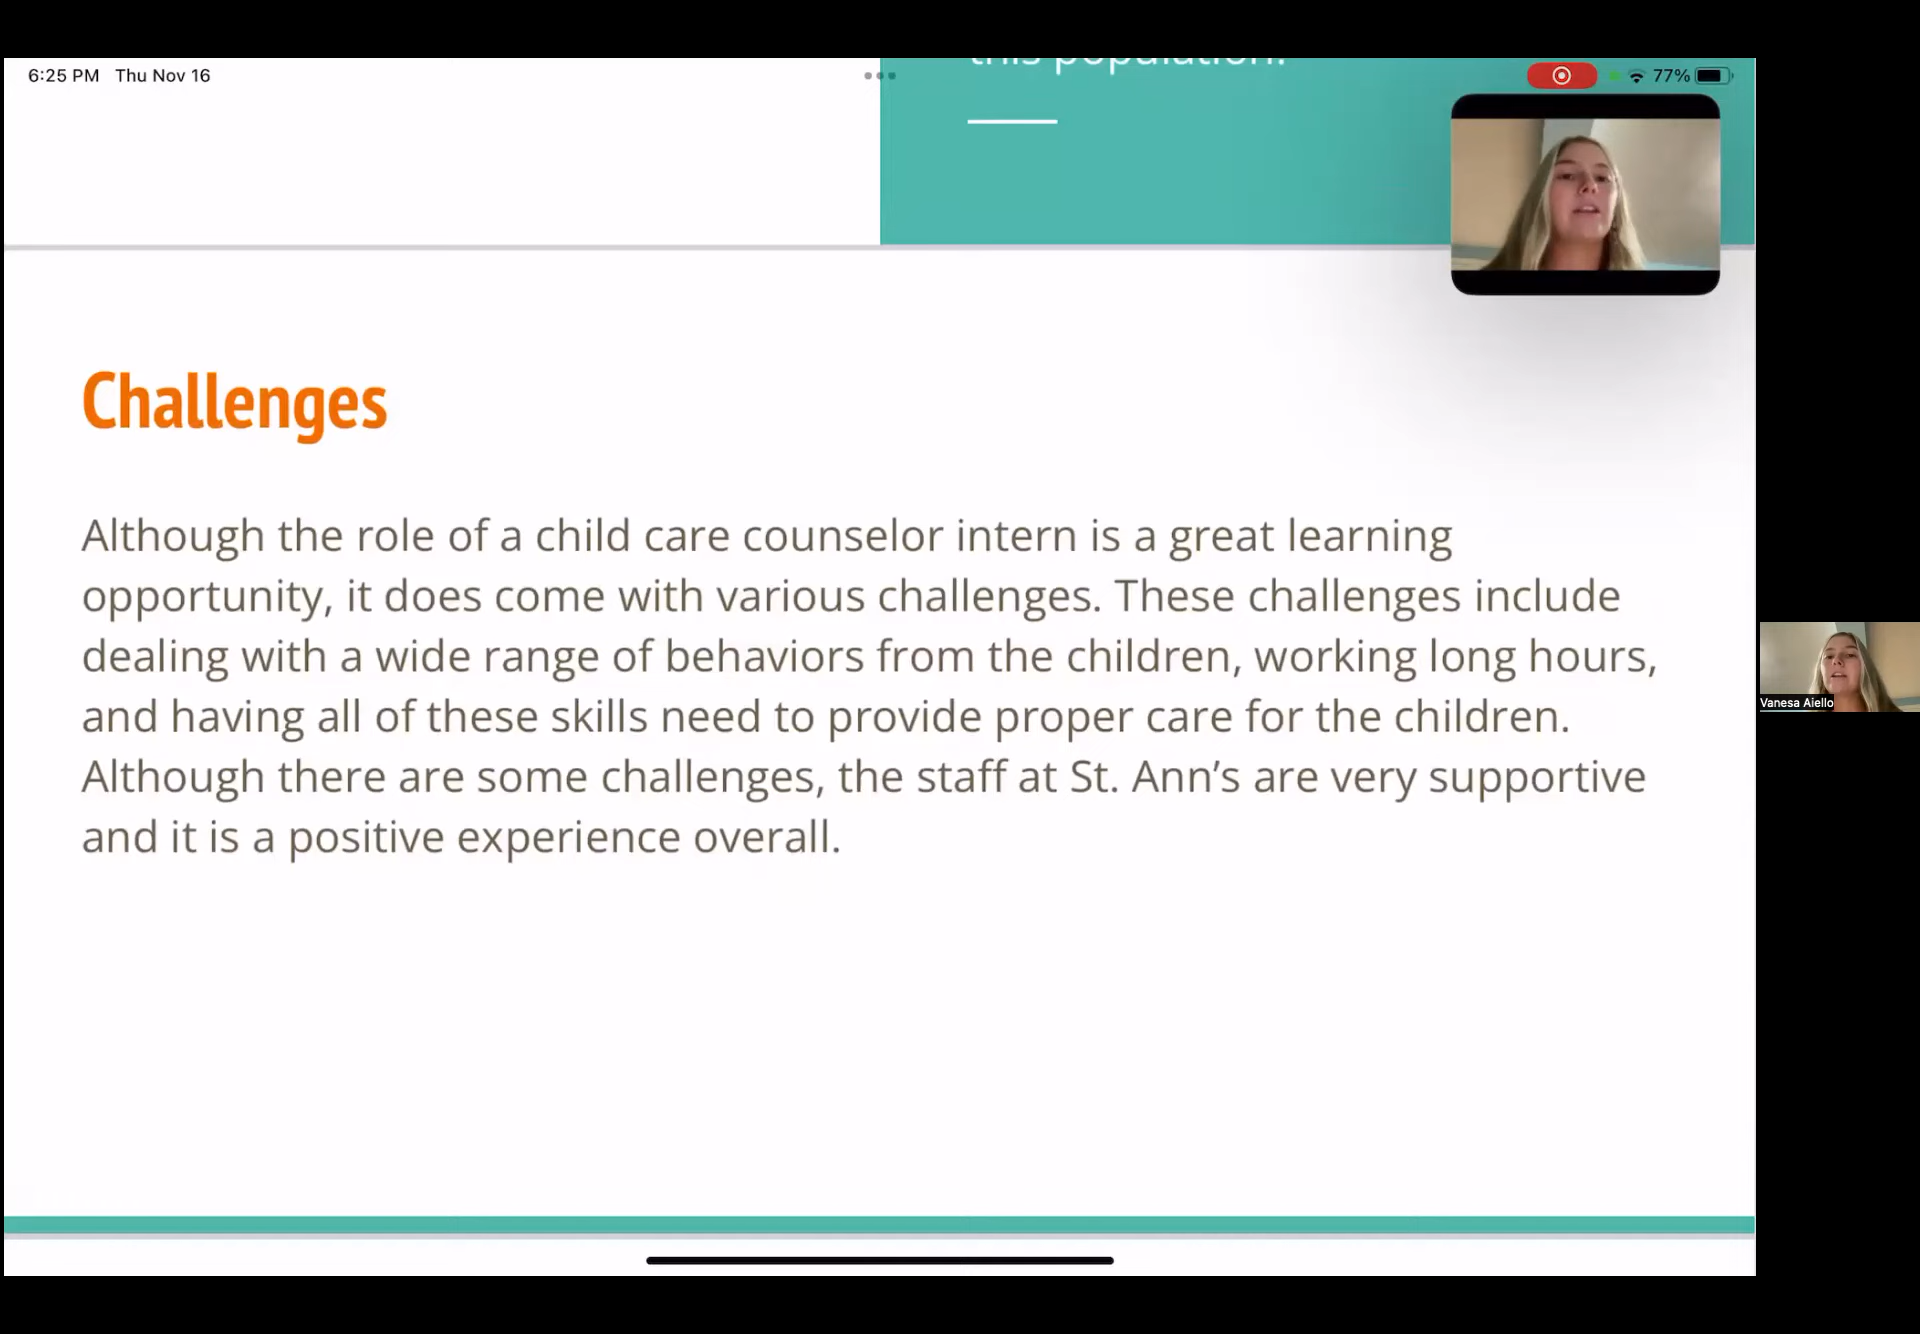 6:25 PM Thu Nov 16
this population.
77%
Challenges
Although the role of a child care counselor intern is a great learning
opportunity, it does come with various challenges. These challenges include
dealing with a wide range of behaviors from the children, working long hours,
and having all of these skills need to provide proper care for the children.
Although there are some challenges, the staff at St. Ann’s are very supportive
and it is a positive experience overall.
Vanesa Aiello